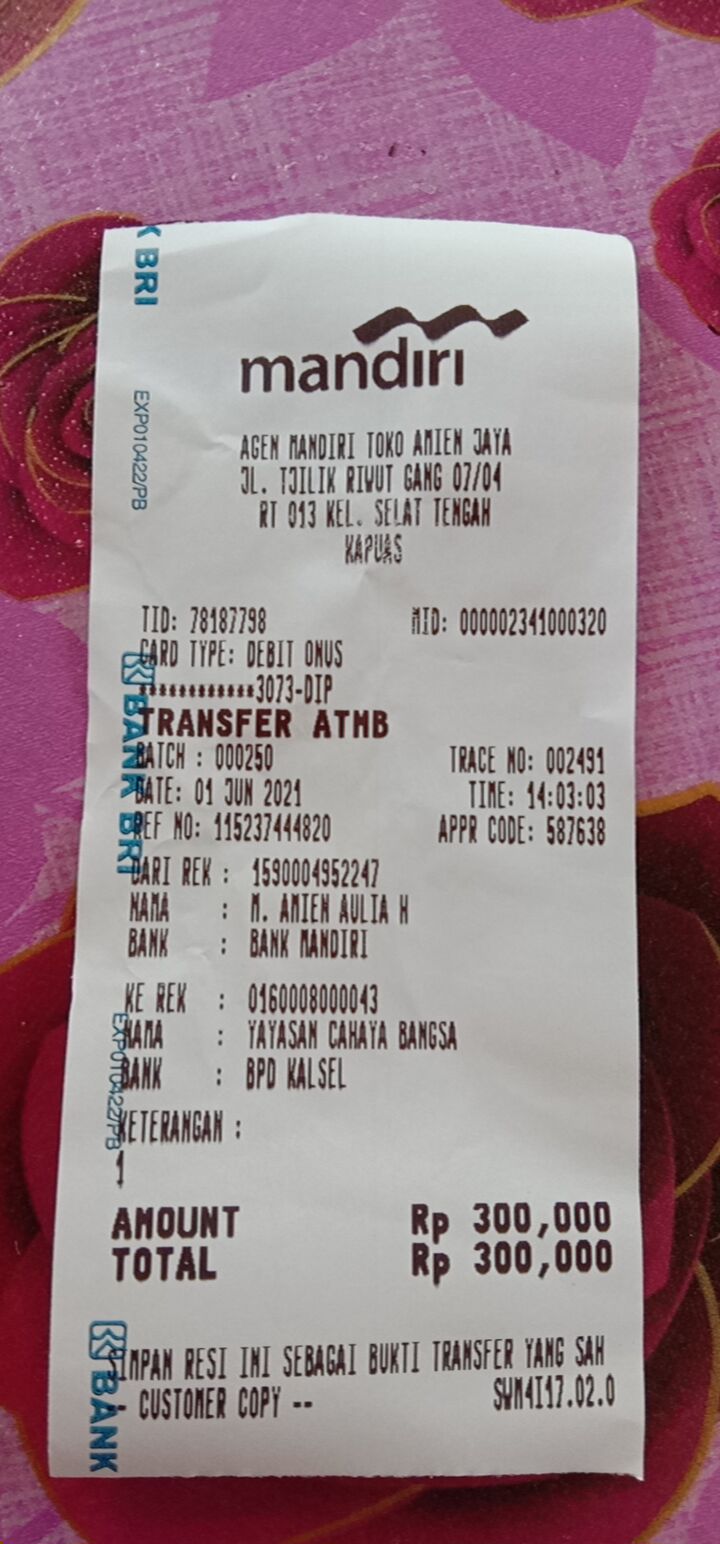 K BRI
mandiri
EXP010422/PB
AGEN MANDIRI TOKO AMIEN JAYA
JL. TJILIK RIWUT GANG 07/04
RT 013 KEL. SELAT TENGAH
KAPUAS
TID: 78187798 MID: 000002341000320
CARD TYPE: DEBIT ONUS
************3073-DIP
TRANSFER ATMB
BATCH : 000250 TRACE NO: 002491
DATE: 01 JUN 2021 TIME: 14:03:03
REF NO: 115237444820 APPR CODE: 587638
BANK BRI
DARI REK : 1590004952247
NAMA : M. AMIEN AULIA H
BANK : BANK MANDIRI
KE REK : 0160008000043
NAMA : YAYASAN CAHAYA BANGSA
BANK : BPD KALSEL
EXP010422/PB
KETERANGAN :
1
AMOUNT Rp 300,000
TOTAL Rp 300,000
SIMPAN RESI INI SEBAGAI BUKTI TRANSFER YANG SAH
- CUSTOMER COPY -- SWM4I17.02.0
BANK